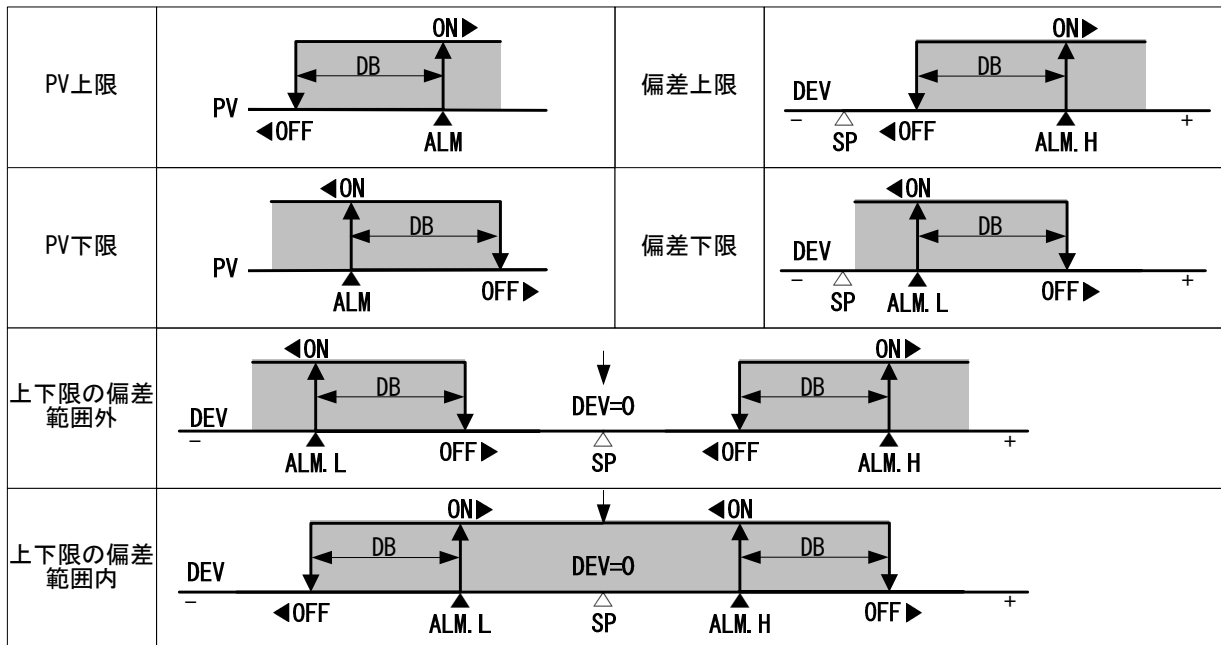 PV上限
ON▶
DB
PV
◀OFF
ALM
偏差上限
ON▶
DB
DEV
−
SP
◀OFF
ALM.H
+
PV下限
◀ON
DB
PV
ALM
OFF▶
偏差下限
◀ON
DB
DEV
−
SP
ALM.L
OFF▶
+
上下限の偏差
範囲外
◀ON
ON▶
DB
DB
DEV
DEV=0
−
ALM.L
OFF▶
SP
◀OFF
ALM.H
+
上下限の偏差
範囲内
ON▶
◀ON
DB
DB
DEV
DEV=0
−
◀OFF
ALM.L
SP
ALM.H
OFF▶
+